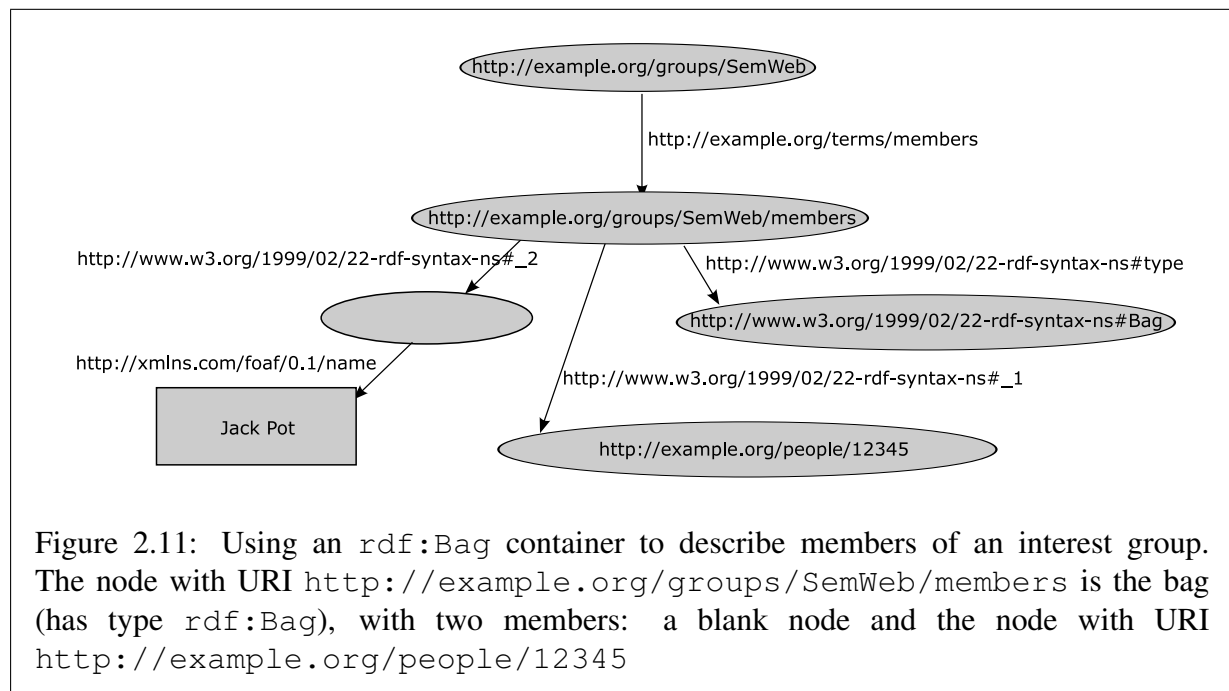 http://example.org/groups/SemWeb
http://example.org/terms/members
http://example.org/groups/SemWeb/members
http://www.w3.org/1999/02/22-rdf-syntax-ns#_2
http://www.w3.org/1999/02/22-rdf-syntax-ns#type
http://www.w3.org/1999/02/22-rdf-syntax-ns#Bag
http://xmlns.com/foaf/0.1/name
http://www.w3.org/1999/02/22-rdf-syntax-ns#_1
Jack Pot
http://example.org/people/12345
Figure 2.11: Using an rdf:Bag container to describe members of an interest group.
The node with URI http://example.org/groups/SemWeb/members is the bag
(has type rdf:Bag), with two members: a blank node and the node with URI
http://example.org/people/12345